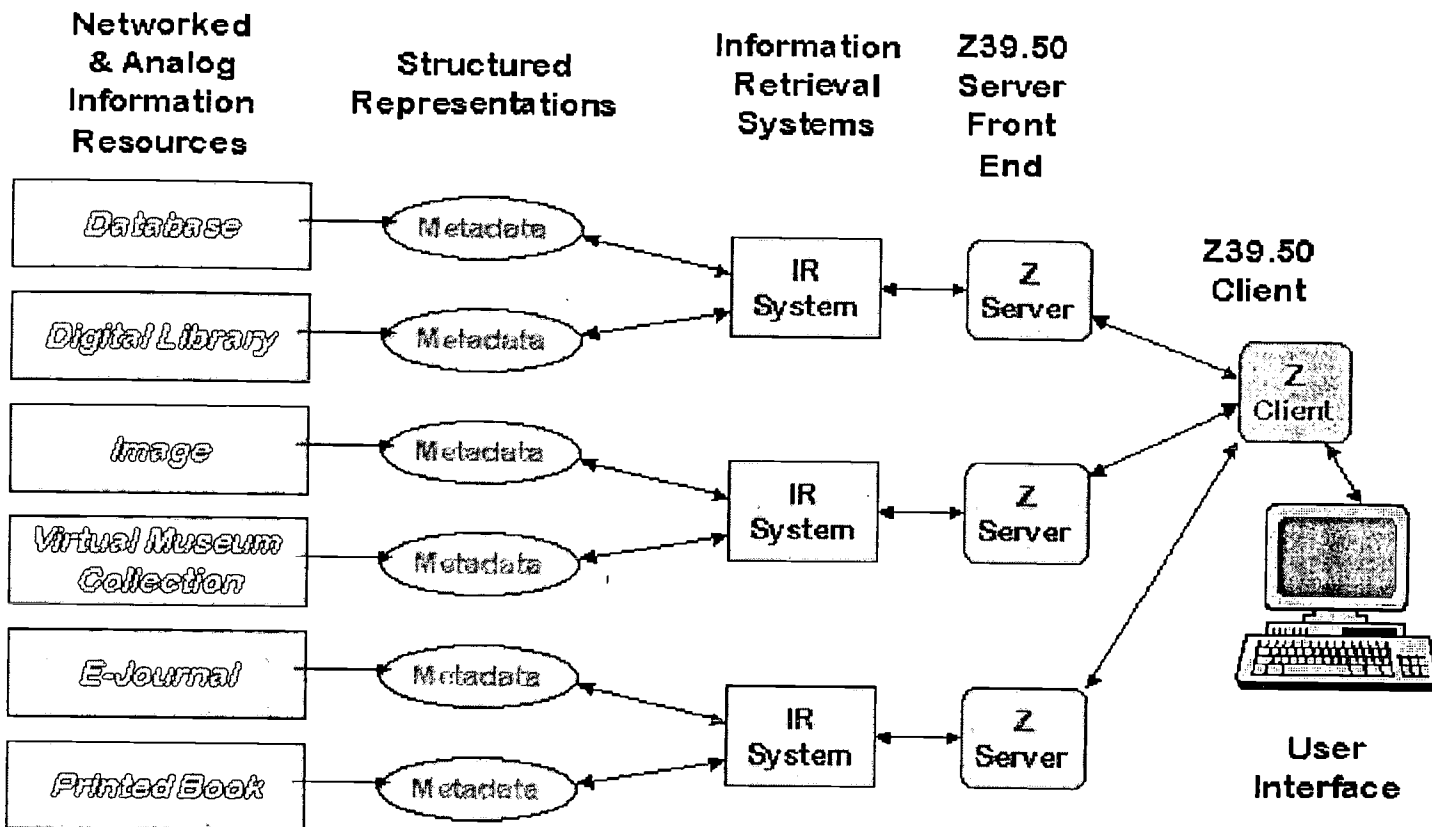 Networked
& Analog
Information
Resources
Structured
Representations
Information
Retrieval
Systems
Z39.50
Server
Front
End
Z39.50
Client
Database
Metadata
Digital Library
Metadata
IR
System
Z
Server
Z
Client
Image
Metadata
Virtual Museum
Collection
Metadata
IR
System
Z
Server
E-Journal
Metadata
Printed Book
Metadata
IR
System
Z
Server
User
Interface